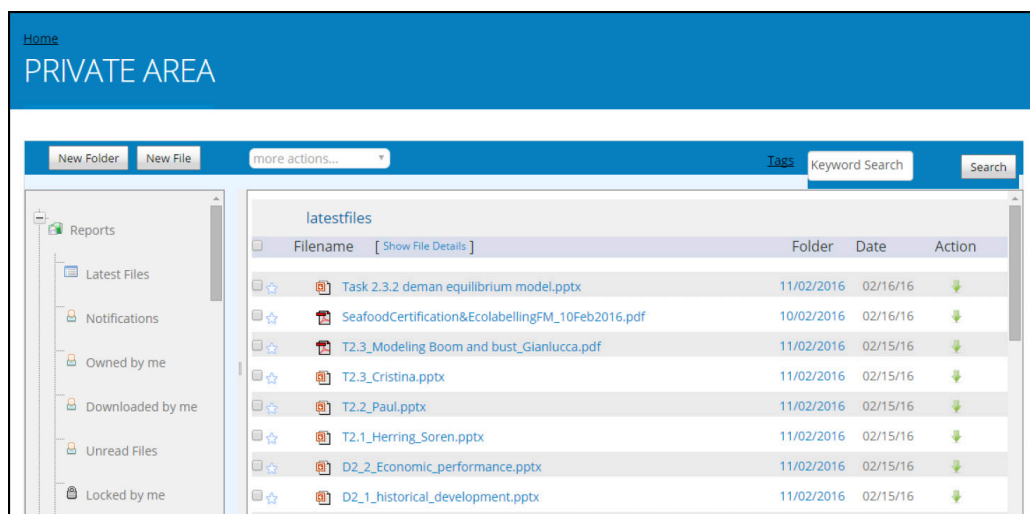 Home
PRIVATE AREA
New Folder New File more actions... Tags Keyword Search Search
Reports
Latest Files
Notifications
Owned by me
Downloaded by me
Unread Files
Locked by me
latestfiles
Filename [ Show File Details ] Folder Date Action
Task 2.3.2 deman equilibrium model.pptx 11/02/2016 02/16/16
SeafoodCertification&EcolabellingFM_10Feb2016.pdf 10/02/2016 02/16/16
T2.3_Modeling Boom and bust_Gianlucca.pdf 11/02/2016 02/15/16
T2.3_Cristina.pptx 11/02/2016 02/15/16
T2.2_Paul.pptx 11/02/2016 02/15/16
T2.1_Herring_Soren.pptx 11/02/2016 02/15/16
D2_2_Economic_performance.pptx 11/02/2016 02/15/16
D2_1_historical_development.pptx 11/02/2016 02/15/16